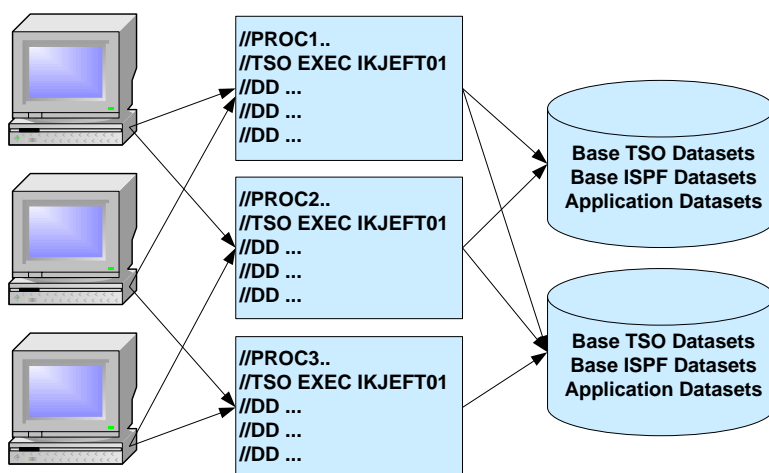 //PROC1..
//TSO EXEC IKJEFT01
//DD ...
//DD ...
//DD ...
Base TSO Datasets
Base ISPF Datasets
Application Datasets
//PROC2..
//TSO EXEC IKJEFT01
//DD ...
//DD ...
//DD ...
Base TSO Datasets
Base ISPF Datasets
Application Datasets
//PROC3..
//TSO EXEC IKJEFT01
//DD ...
//DD ...
//DD ...